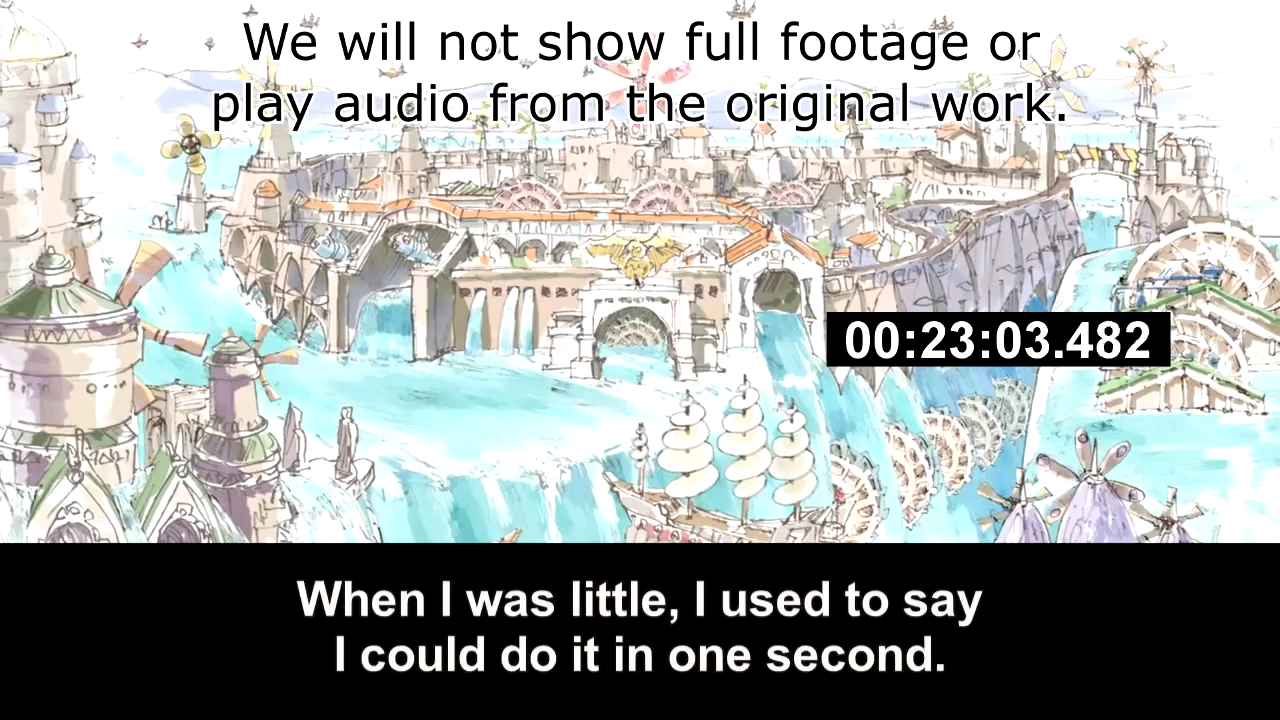 We will not show full footage or
play audio from the original work.
00:23:03.482
When I was little, I used to say
I could do it in one second.